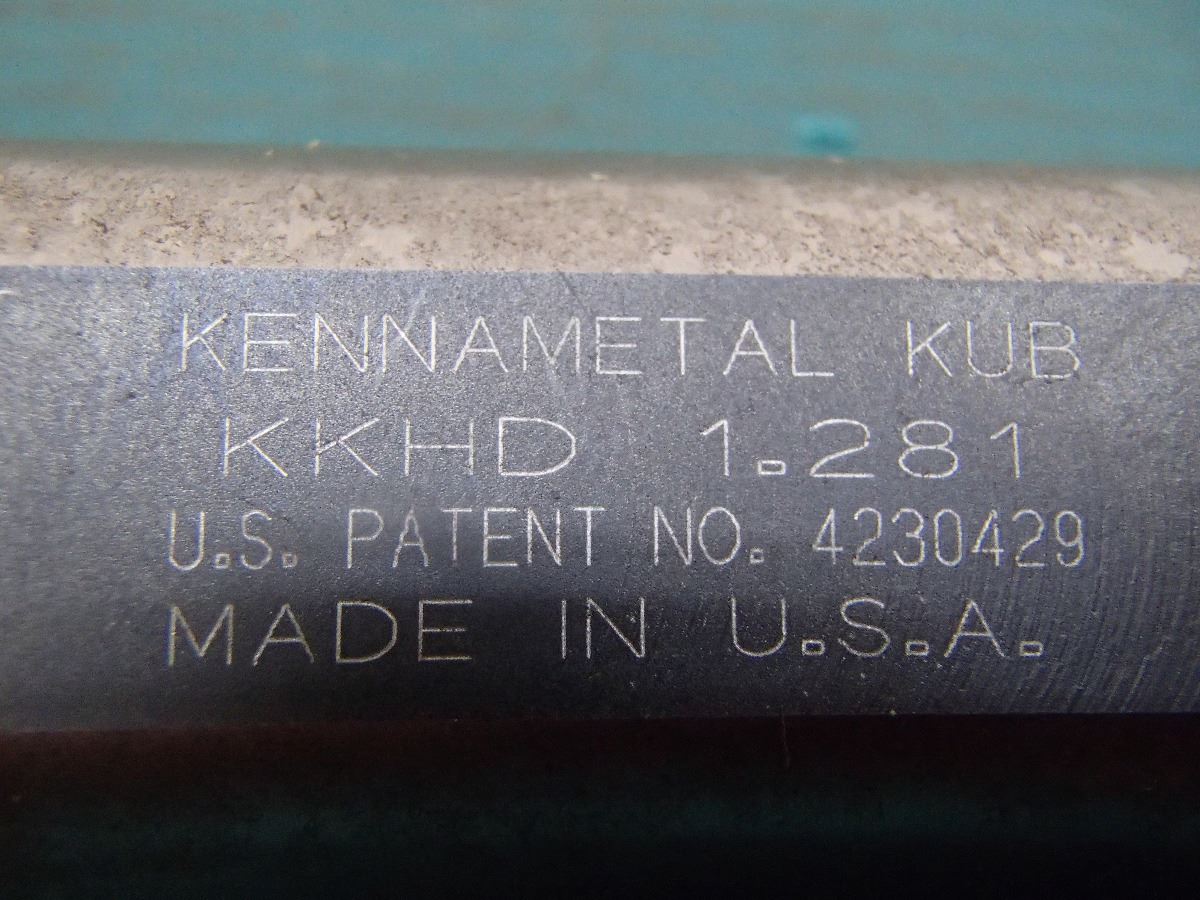 KENNAMETAL KUB
KKHD 1.281
U.S. PATENT NO. 4230429
MADE IN U.S.A.